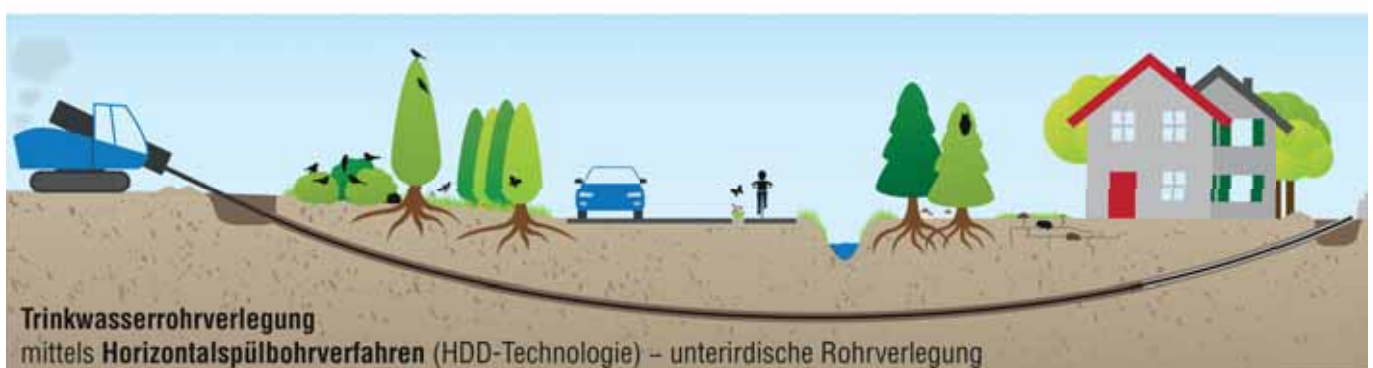 Trinkwasserrohrverlegung
mittels Horizontalspülbohrverfahren (HDD-Technologie) – unterirdische Rohrverlegung